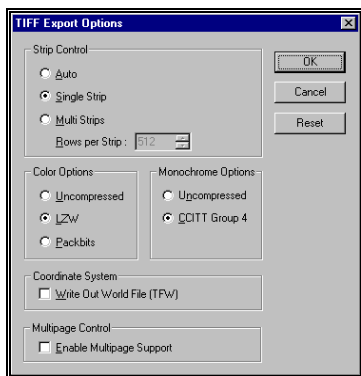 TIFF Export Options
Strip Control
Auto
Single Strip
Multi Strips
Rows per Strip : 512
OK
Cancel
Reset
Color Options
Uncompressed
LZW
Packbits
Monochrome Options
Uncompressed
CCITT Group 4
Coordinate System
Write Out World File (TFW)
Multipage Control
Enable Multipage Support